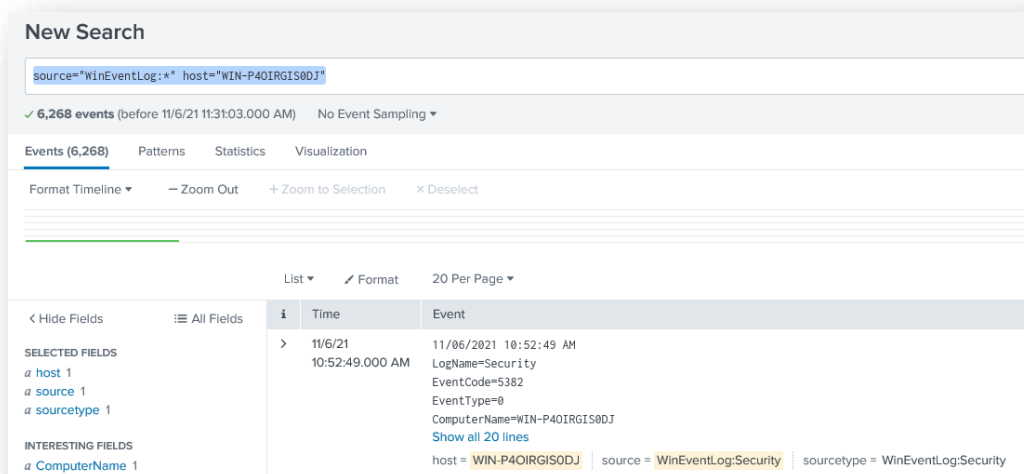 New Search
source="WinEventLog:*" host="WIN-P4OIRGIS0DJ"
✓ 6,268 events (before 11/6/21 11:31:03.000 AM) No Event Sampling ▾
Events (6,268) Patterns Statistics Visualization
Format Timeline ▾ — Zoom Out + Zoom to Selection × Deselect
List ▾ Format 20 Per Page ▾
< Hide Fields All Fields
i Time Event
SELECTED FIELDS
a host 1
a source 1
a sourcetype 1
INTERESTING FIELDS
a ComputerName 1
> 11/6/21
10:52:49.000 AM
11/06/2021 10:52:49 AM
LogName=Security
EventCode=5382
EventType=0
ComputerName=WIN-P4OIRGIS0DJ
Show all 20 lines
host = WIN-P4OIRGIS0DJ source = WinEventLog:Security sourcetype = WinEventLog:Security